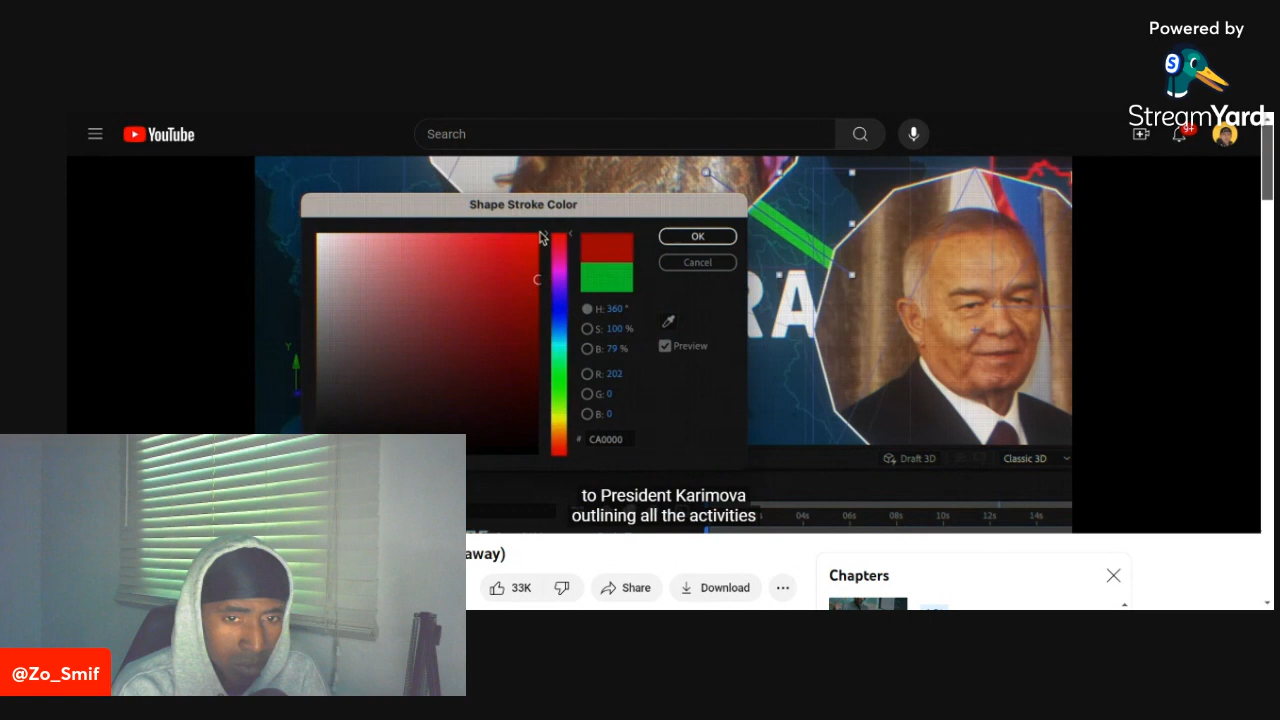 Powered by
S
StreamYard
YouTube
Search
9+
Shape Stroke Color
OK
Cancel
H: 360 °
S: 100 %
B: 79 %
Preview
R: 202
G: 0
B: 0
# CA0000
RA
Y
Draft 3D
Classic 3D
to President Karimova
outlining all the activities
04s
06s
08s
10s
12s
14s
away)
33K
Share
Download
Chapters
@Zo_Smif